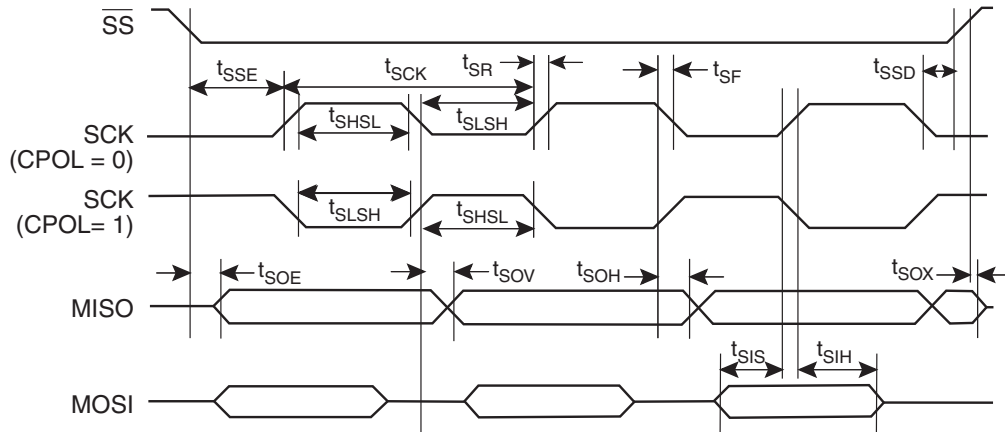 SS
tSSE
tSCK
tSR
tSF
tSSD
SCK
(CPOL = 0)
tSHSL
tSLSH
SCK
(CPOL= 1)
tSLSH
tSHSL
tSOE
tSOV
tSOH
tSOX
MISO
tSIS
tSIH
MOSI